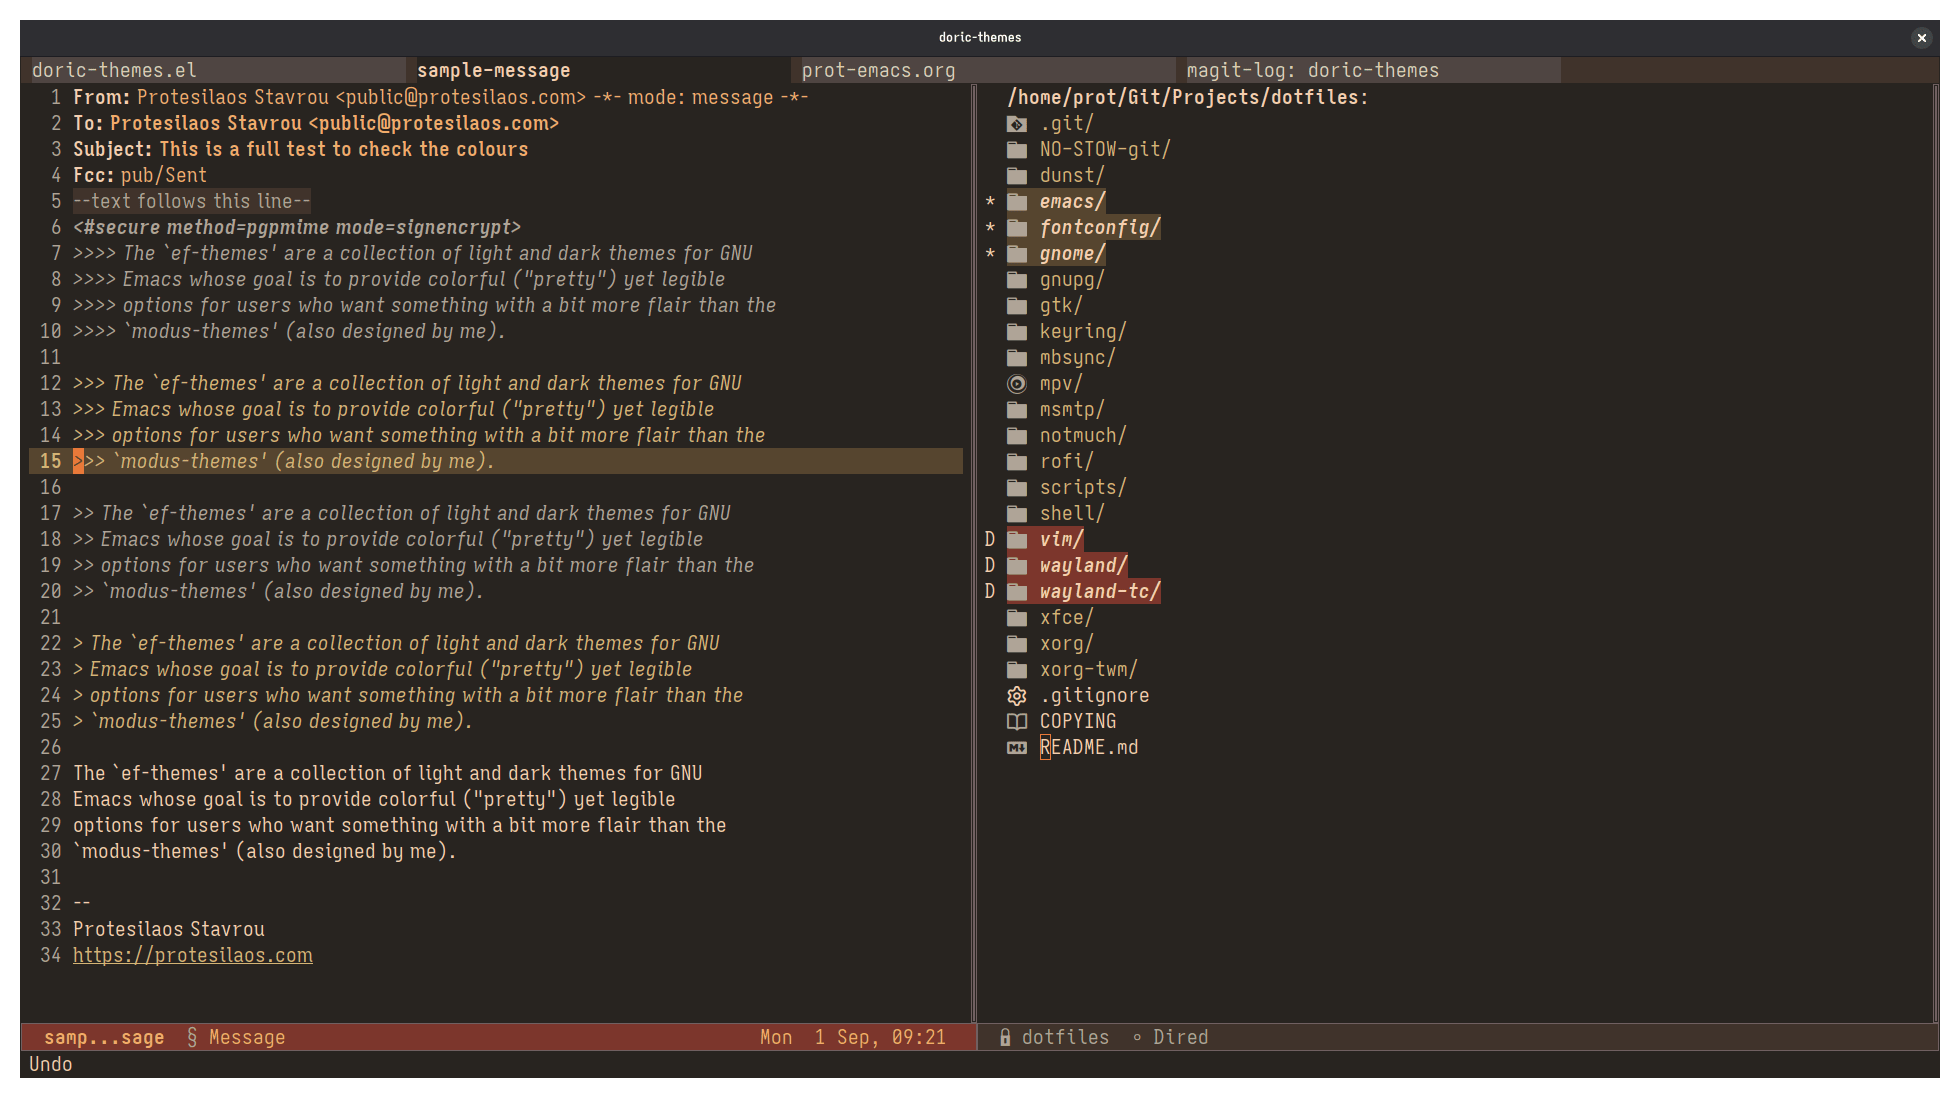 doric-themes
doric-themes.el
sample-message
prot-emacs.org
magit-log: doric-themes
1 From: Protesilaos Stavrou <public@protesilaos.com> -*- mode: message -*-
2 To: Protesilaos Stavrou <public@protesilaos.com>
3 Subject: This is a full test to check the colours
4 Fcc: pub/Sent
5 --text follows this line--
6 <#secure method=pgpmime mode=signencrypt>
7 >>>> The `ef-themes' are a collection of light and dark themes for GNU
8 >>>> Emacs whose goal is to provide colorful ("pretty") yet legible
9 >>>> options for users who want something with a bit more flair than the
10 >>>> `modus-themes' (also designed by me).
11
12 >>> The `ef-themes' are a collection of light and dark themes for GNU
13 >>> Emacs whose goal is to provide colorful ("pretty") yet legible
14 >>> options for users who want something with a bit more flair than the
15 >>> `modus-themes' (also designed by me).
16
17 >> The `ef-themes' are a collection of light and dark themes for GNU
18 >> Emacs whose goal is to provide colorful ("pretty") yet legible
19 >> options for users who want something with a bit more flair than the
20 >> `modus-themes' (also designed by me).
21
22 > The `ef-themes' are a collection of light and dark themes for GNU
23 > Emacs whose goal is to provide colorful ("pretty") yet legible
24 > options for users who want something with a bit more flair than the
25 > `modus-themes' (also designed by me).
26
27 The `ef-themes' are a collection of light and dark themes for GNU
28 Emacs whose goal is to provide colorful ("pretty") yet legible
29 options for users who want something with a bit more flair than the
30 `modus-themes' (also designed by me).
31
32 --
33 Protesilaos Stavrou
34 https://protesilaos.com
samp...sage § Message Mon 1 Sep, 09:21
/home/prot/Git/Projects/dotfiles:
.git/
NO-STOW-git/
dunst/
* emacs/
* fontconfig/
* gnome/
gnupg/
gtk/
keyring/
mbsync/
mpv/
msmtp/
notmuch/
rofi/
scripts/
shell/
D vim/
D wayland/
D wayland-tc/
xfce/
xorg/
xorg-twm/
.gitignore
COPYING
README.md
dotfiles ∘ Dired
Undo